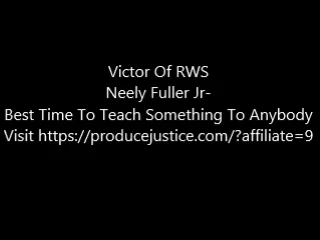 Victor Of RWS
Neely Fuller Jr-
Best Time To Teach Something To Anybody
Visit https://producejustice.com/?affiliate=9